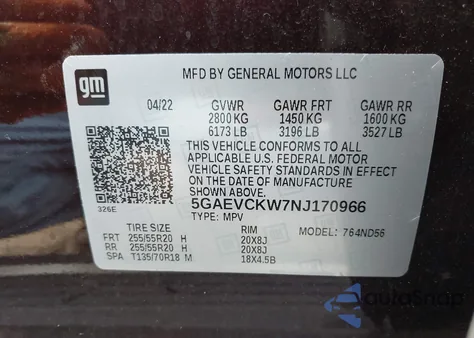 gm
MFD BY GENERAL MOTORS LLC
04/22 GVWR GAWR FRT GAWR RR
2800 KG 1450 KG 1600 KG
6173 LB 3196 LB 3527 LB
THIS VEHICLE CONFORMS TO ALL
APPLICABLE U.S. FEDERAL MOTOR
VEHICLE SAFETY STANDARDS IN EFFECT
ON THE DATE OF MANUFACTURE
SHOWN ABOVE.
5GAEVCKW7NJ170966
326E
TYPE: MPV
TIRE SIZE RIM MODEL: 764ND56
FRT 255/55R20 H 20X8J
RR 255/55R20 H 20X8J
SPA T135/70R18 M 18X4.5B
autoSnap